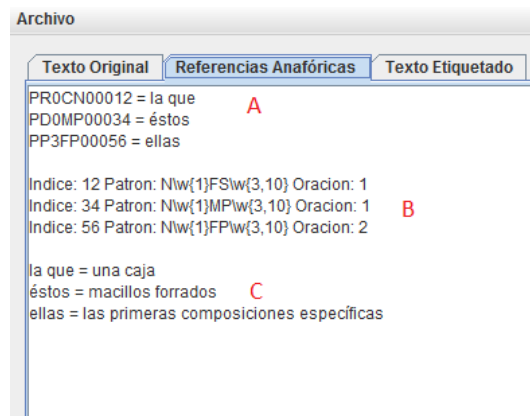 Archivo
Texto Original Referencias Anafóricas Texto Etiquetado
PR0CN00012 = la que A
PD0MP00034 = éstos
PP3FP00056 = ellas
Indice: 12 Patron: N\w{1}FS\w{3,10} Oracion: 1
Indice: 34 Patron: N\w{1}MP\w{3,10} Oracion: 1 B
Indice: 56 Patron: N\w{1}FP\w{3,10} Oracion: 2
la que = una caja
éstos = macillos forrados C
ellas = las primeras composiciones específicas